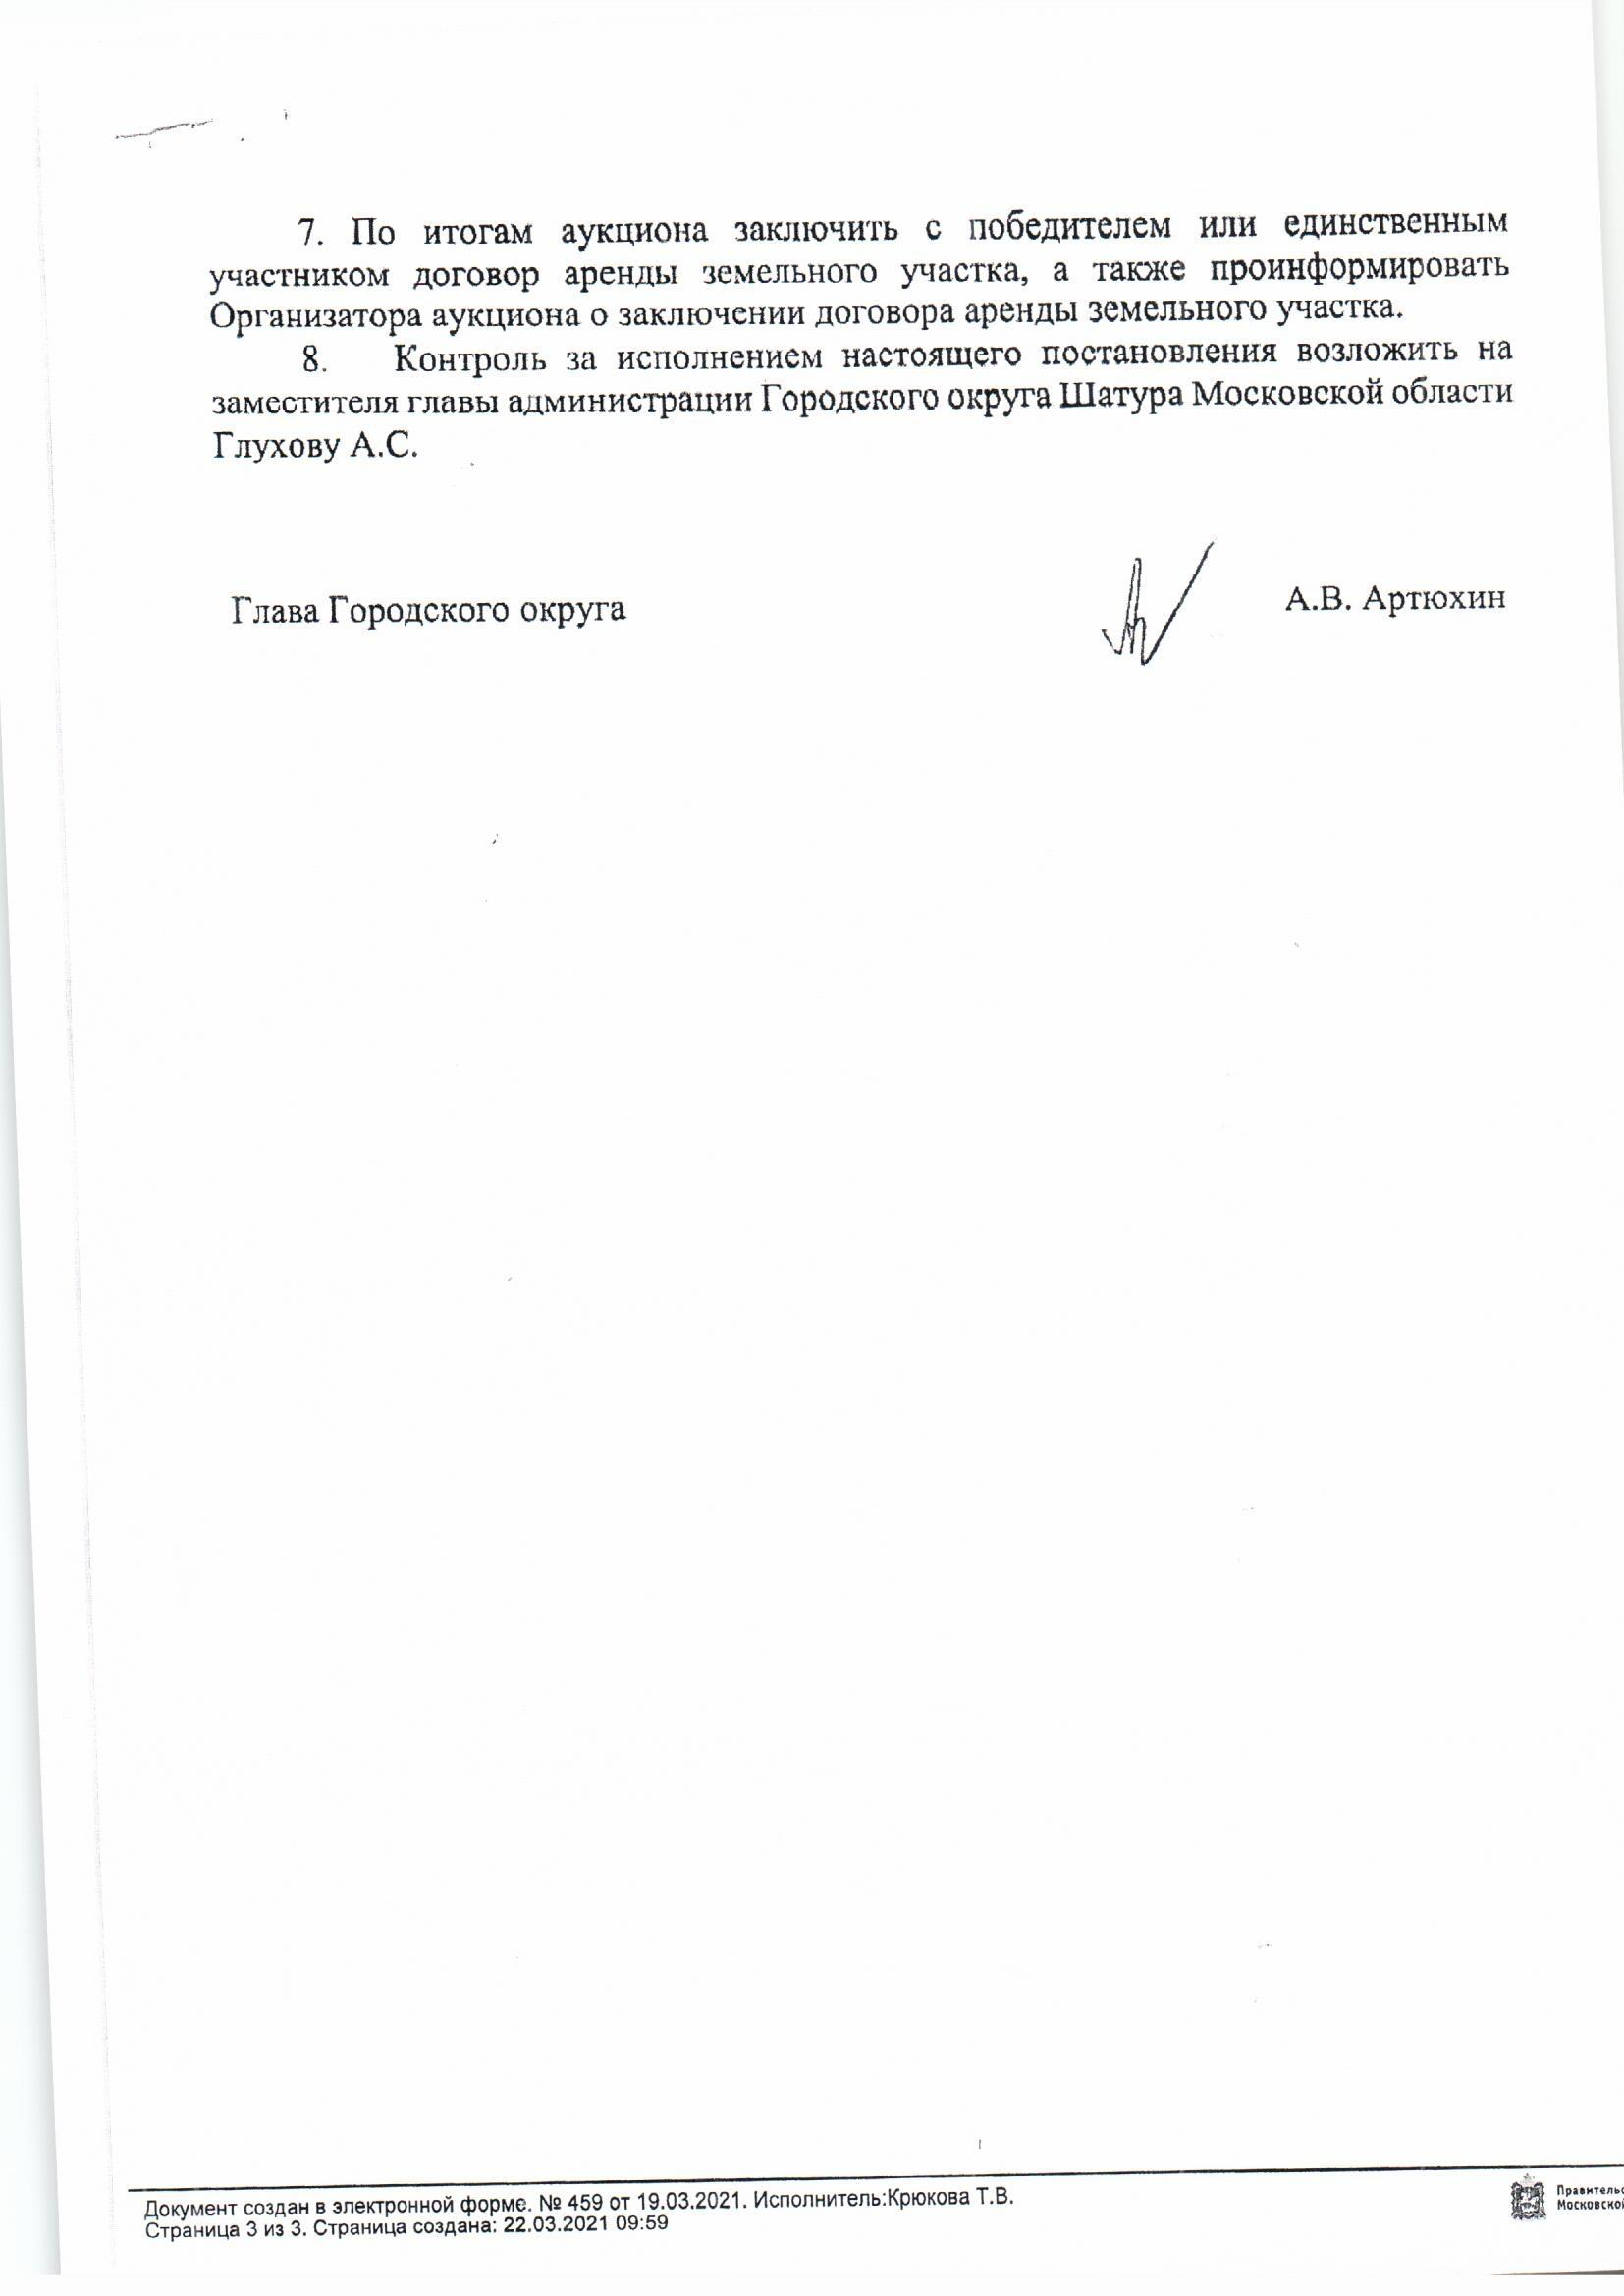 7. По итогам аукциона заключить с победителем или единственным
участником договор аренды земельного участка, а также проинформировать
Организатора аукциона о заключении договора аренды земельного участка.
8. Контроль за исполнением настоящего постановления возложить на
заместителя главы администрации Городского округа Шатура Московской области
Глухову А.С.
Глава Городского округа
А.В. Артюхин
Документ создан в электронной форме. № 459 от 19.03.2021. Исполнитель:Крюкова Т.В.
Страница 3 из 3. Страница создана: 22.03.2021 09:59